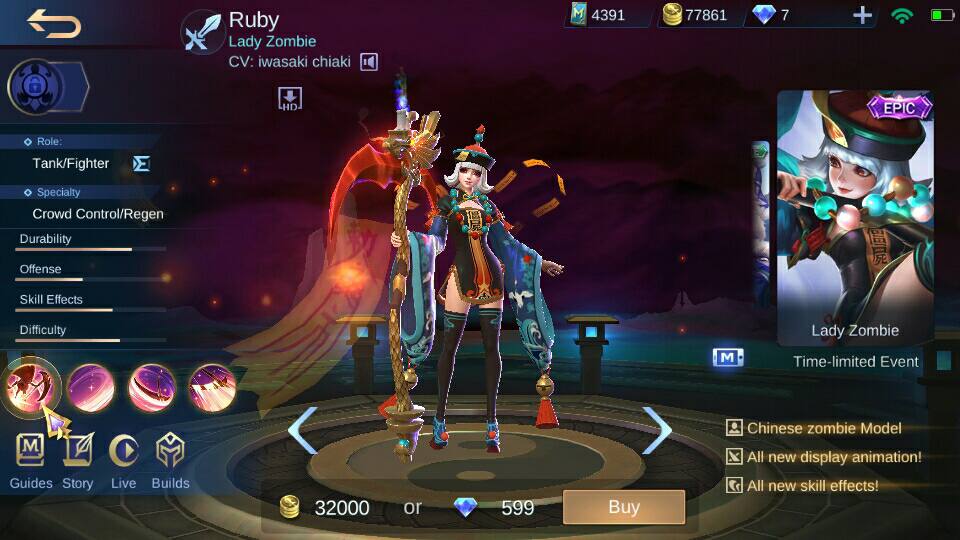 Ruby
Lady Zombie
CV: iwasaki chiaki
HD
4391
77861
7
Role:
Tank/Fighter
Specialty
Crowd Control/Regen
Durability
Offense
Skill Effects
Difficulty
Guides
Story
Live
Builds
EPIC
Lady Zombie
M
Time-limited Event
Chinese zombie Model
All new display animation!
All new skill effects!
32000
or
599
Buy